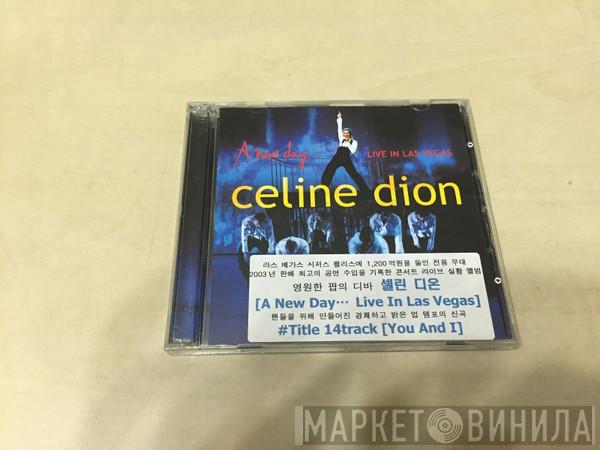 A new day...
LIVE IN LAS VEGAS
celine dion
라스 베가스 시저스 팰리스에 1,200억원을 들인 전용 무대
2003년 한해 최고의 공연 수입을 기록한 콘서트 라이브 실황 앨범
영원한 팝의 디바 셀린 디온
[A New Day··· Live In Las Vegas]
팬들을 위해 만들어진 경쾌하고 밝은 업 템포의 신곡
#Title 14track [You And I]
МАРКЕТ ВИНИЛА